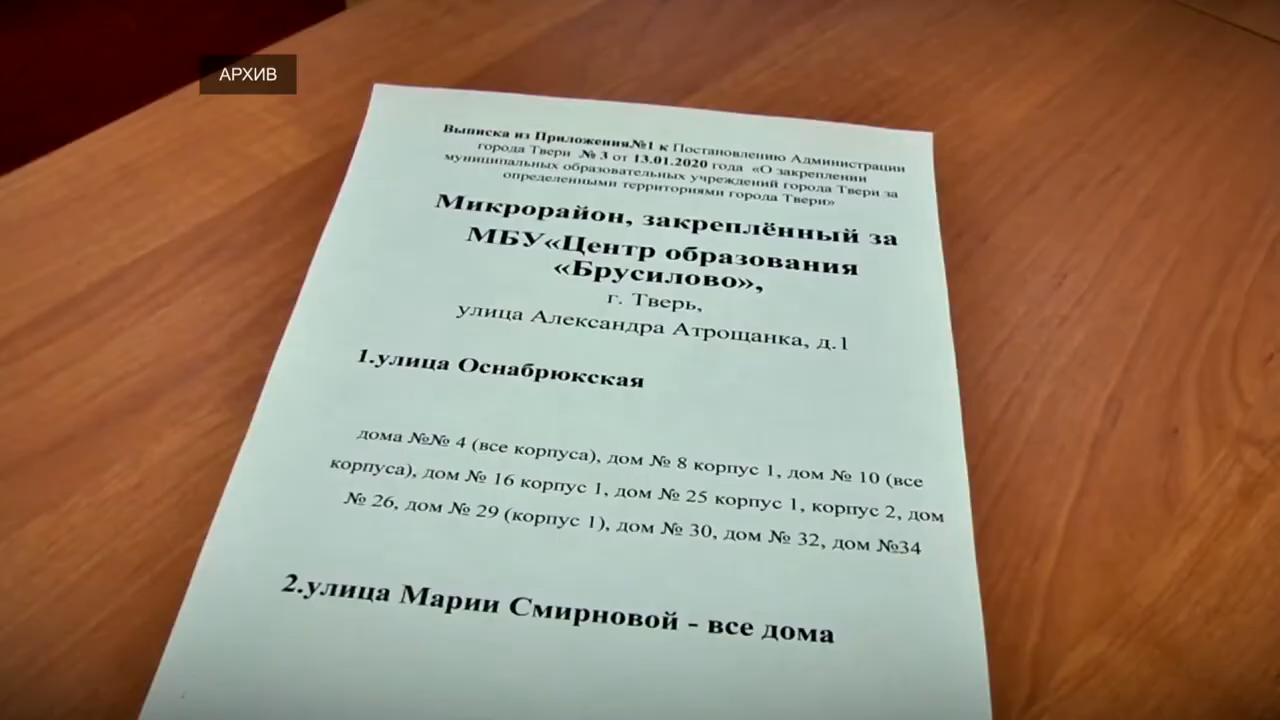 АРХИВ
Выписка из Приложения№1 к Постановлению Администрации
города Твери № 3 от 13.01.2020 года «О закреплении
муниципальных образовательных учреждений города Твери за
определенными территориями города Твери»
Микрорайон, закреплённый за
МБУ«Центр образования
«Брусилово»,
г. Тверь,
улица Александра Атрощанка, д.1
1.улица Оснабрюкская
дома №№ 4 (все корпуса), дом № 8 корпус 1, дом № 10 (все
корпуса), дом № 16 корпус 1, дом № 25 корпус 1, корпус 2, дом
№ 26, дом № 29 (корпус 1), дом № 30, дом № 32, дом №34
2.улица Марии Смирновой - все дома